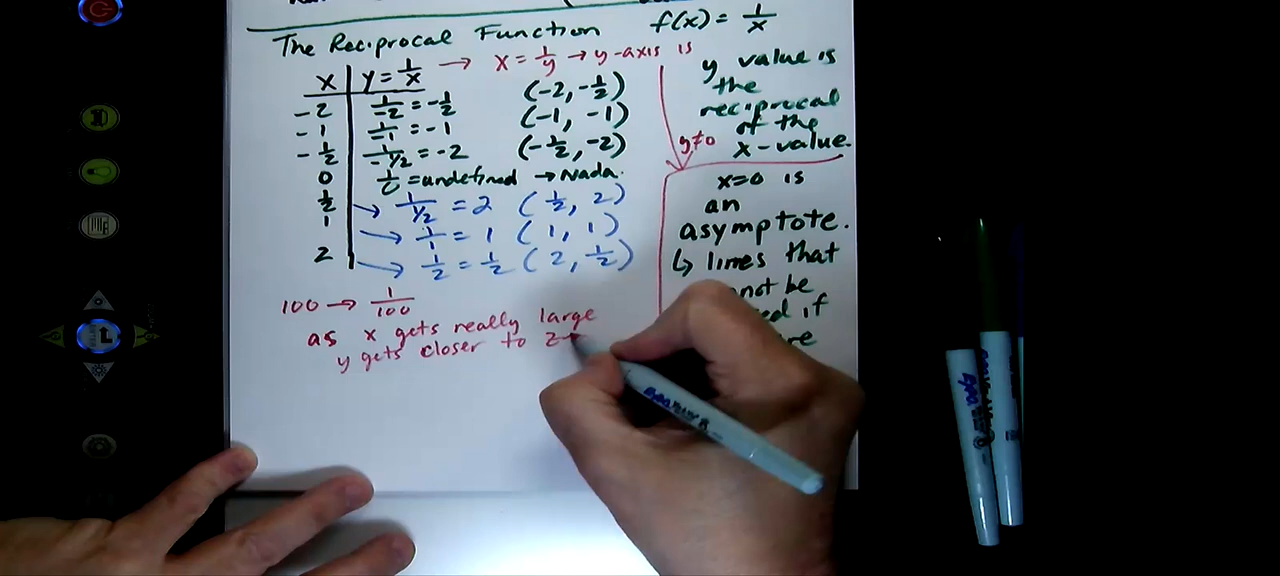 The Reciprocal Function f(x) = 1/x
x | y = 1/x → x = 1/y → y-axis is
-2 | 1/-2 = -1/2 (-2, -1/2)
-1 | 1/-1 = -1 (-1, -1)
-1/2 | 1/-1/2 = -2 (-1/2, -2)
0 | 1/0 = undefined → Nada.
1/2 → 1/1/2 = 2 (1/2, 2)
1 → 1/1 = 1 (1, 1)
2 → 1/2 = 1/2 (2, 1/2)
100 → 1/100
as x gets really large
y gets closer to
y≠0
y value is
the
reciprocal
of the
x-value.
x=0 is
an
asymptote.
↳ lines that
be
if